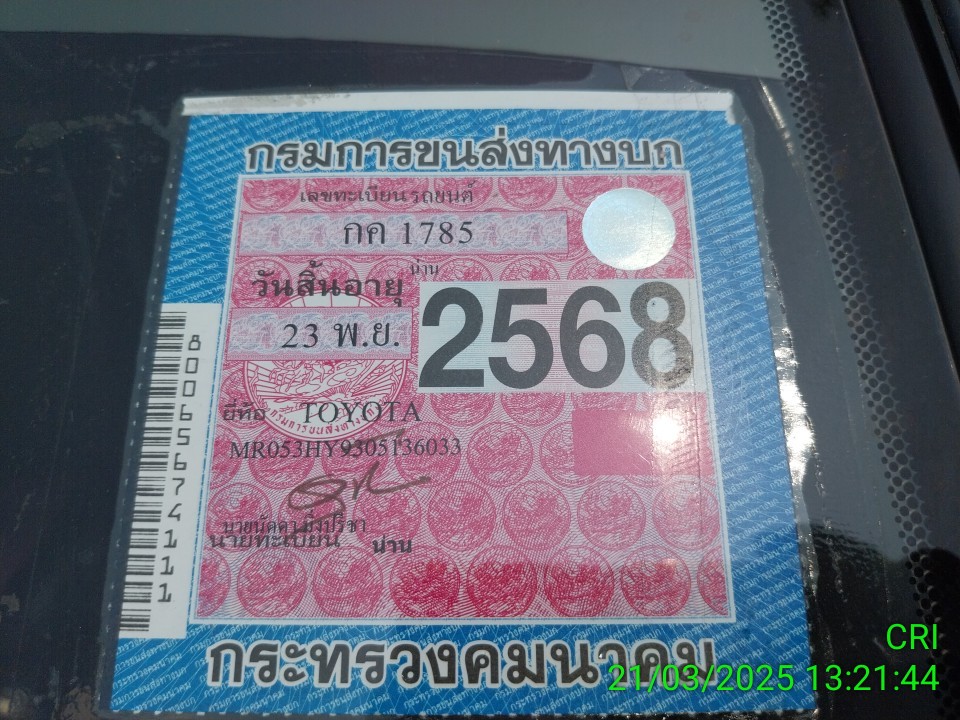 กรมการขนส่งทางบก
เลขทะเบียนรถยนต์
กค 1785
น่าน
วันสิ้นอายุ
23 พ.ย.
2568
ยี่ห้อ TOYOTA
MR053HY9305136033
นายทะเบียน น่าน
กระทรวงคมนาคม
80065674111
CRI
21/03/2025 13:21:44